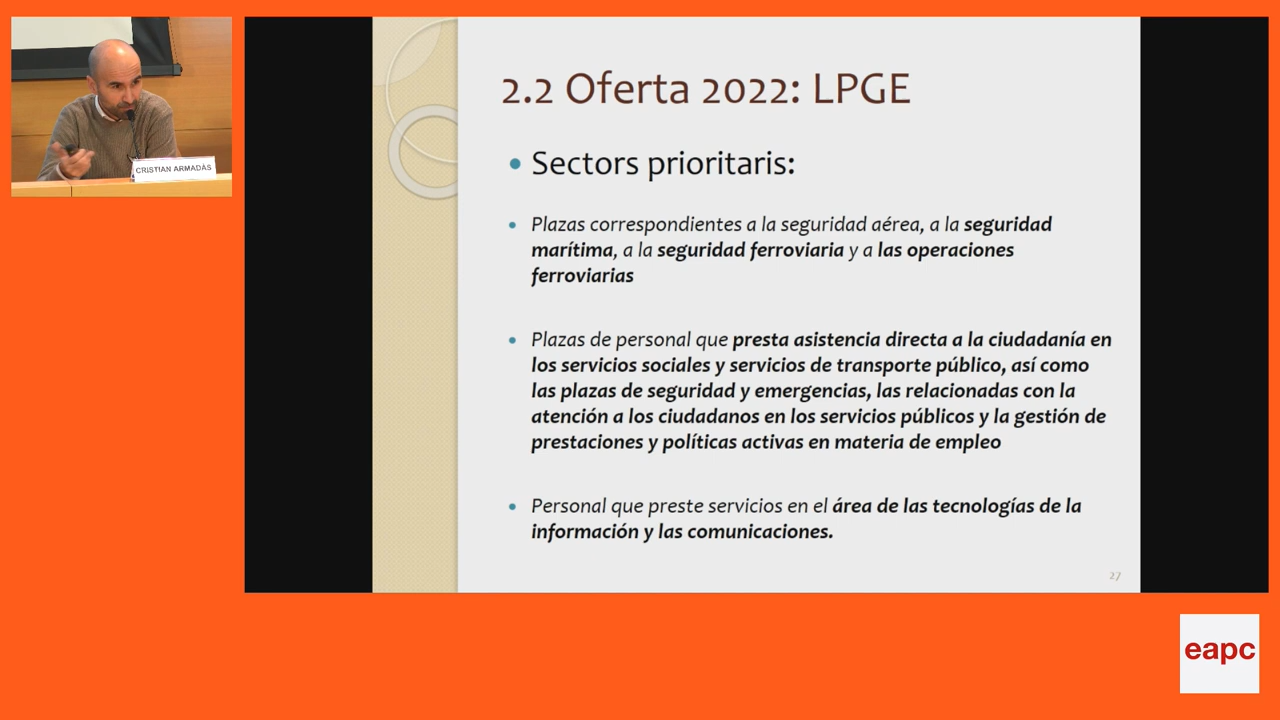 CRISTIAN ARMADÀS
2.2 Oferta 2022: LPGE
• Sectors prioritaris:
• Plazas correspondientes a la seguridad aérea, a la seguridad
marítima, a la seguridad ferroviaria y a las operaciones
ferroviarias
• Plazas de personal que presta asistencia directa a la ciudadanía en
los servicios sociales y servicios de transporte público, así como
las plazas de seguridad y emergencias, las relacionadas con la
atención a los ciudadanos en los servicios públicos y la gestión de
prestaciones y políticas activas en materia de empleo
• Personal que preste servicios en el área de las tecnologías de la
información y las comunicaciones.
27
eapc